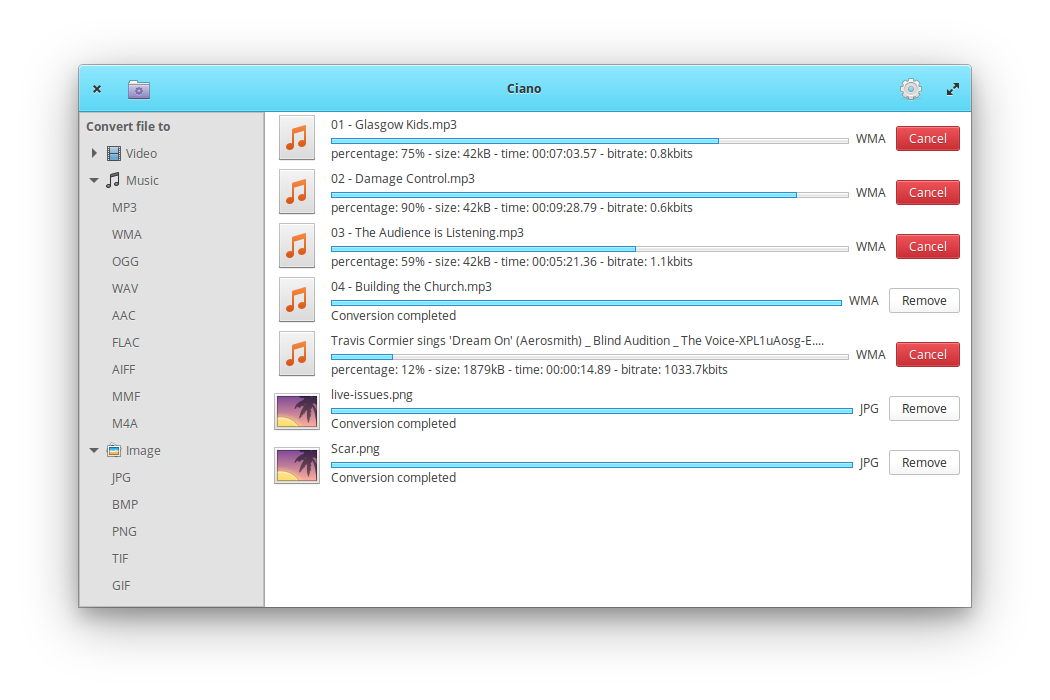 Ciano
Convert file to
Video
Music
MP3
WMA
OGG
WAV
AAC
FLAC
AIFF
MMF
M4A
Image
JPG
BMP
PNG
TIF
GIF
01 - Glasgow Kids.mp3
WMA Cancel
percentage: 75% - size: 42kB - time: 00:07:03.57 - bitrate: 0.8kbits
02 - Damage Control.mp3
WMA Cancel
percentage: 90% - size: 42kB - time: 00:09:28.79 - bitrate: 0.6kbits
03 - The Audience is Listening.mp3
WMA Cancel
percentage: 59% - size: 42kB - time: 00:05:21.36 - bitrate: 1.1kbits
04 - Building the Church.mp3
WMA Remove
Conversion completed
Travis Cormier sings 'Dream On' (Aerosmith) _ Blind Audition _ The Voice-XPL1uAosg-E....
WMA Cancel
percentage: 12% - size: 1879kB - time: 00:00:14.89 - bitrate: 1033.7kbits
live-issues.png
JPG Remove
Conversion completed
Scar.png
JPG Remove
Conversion completed